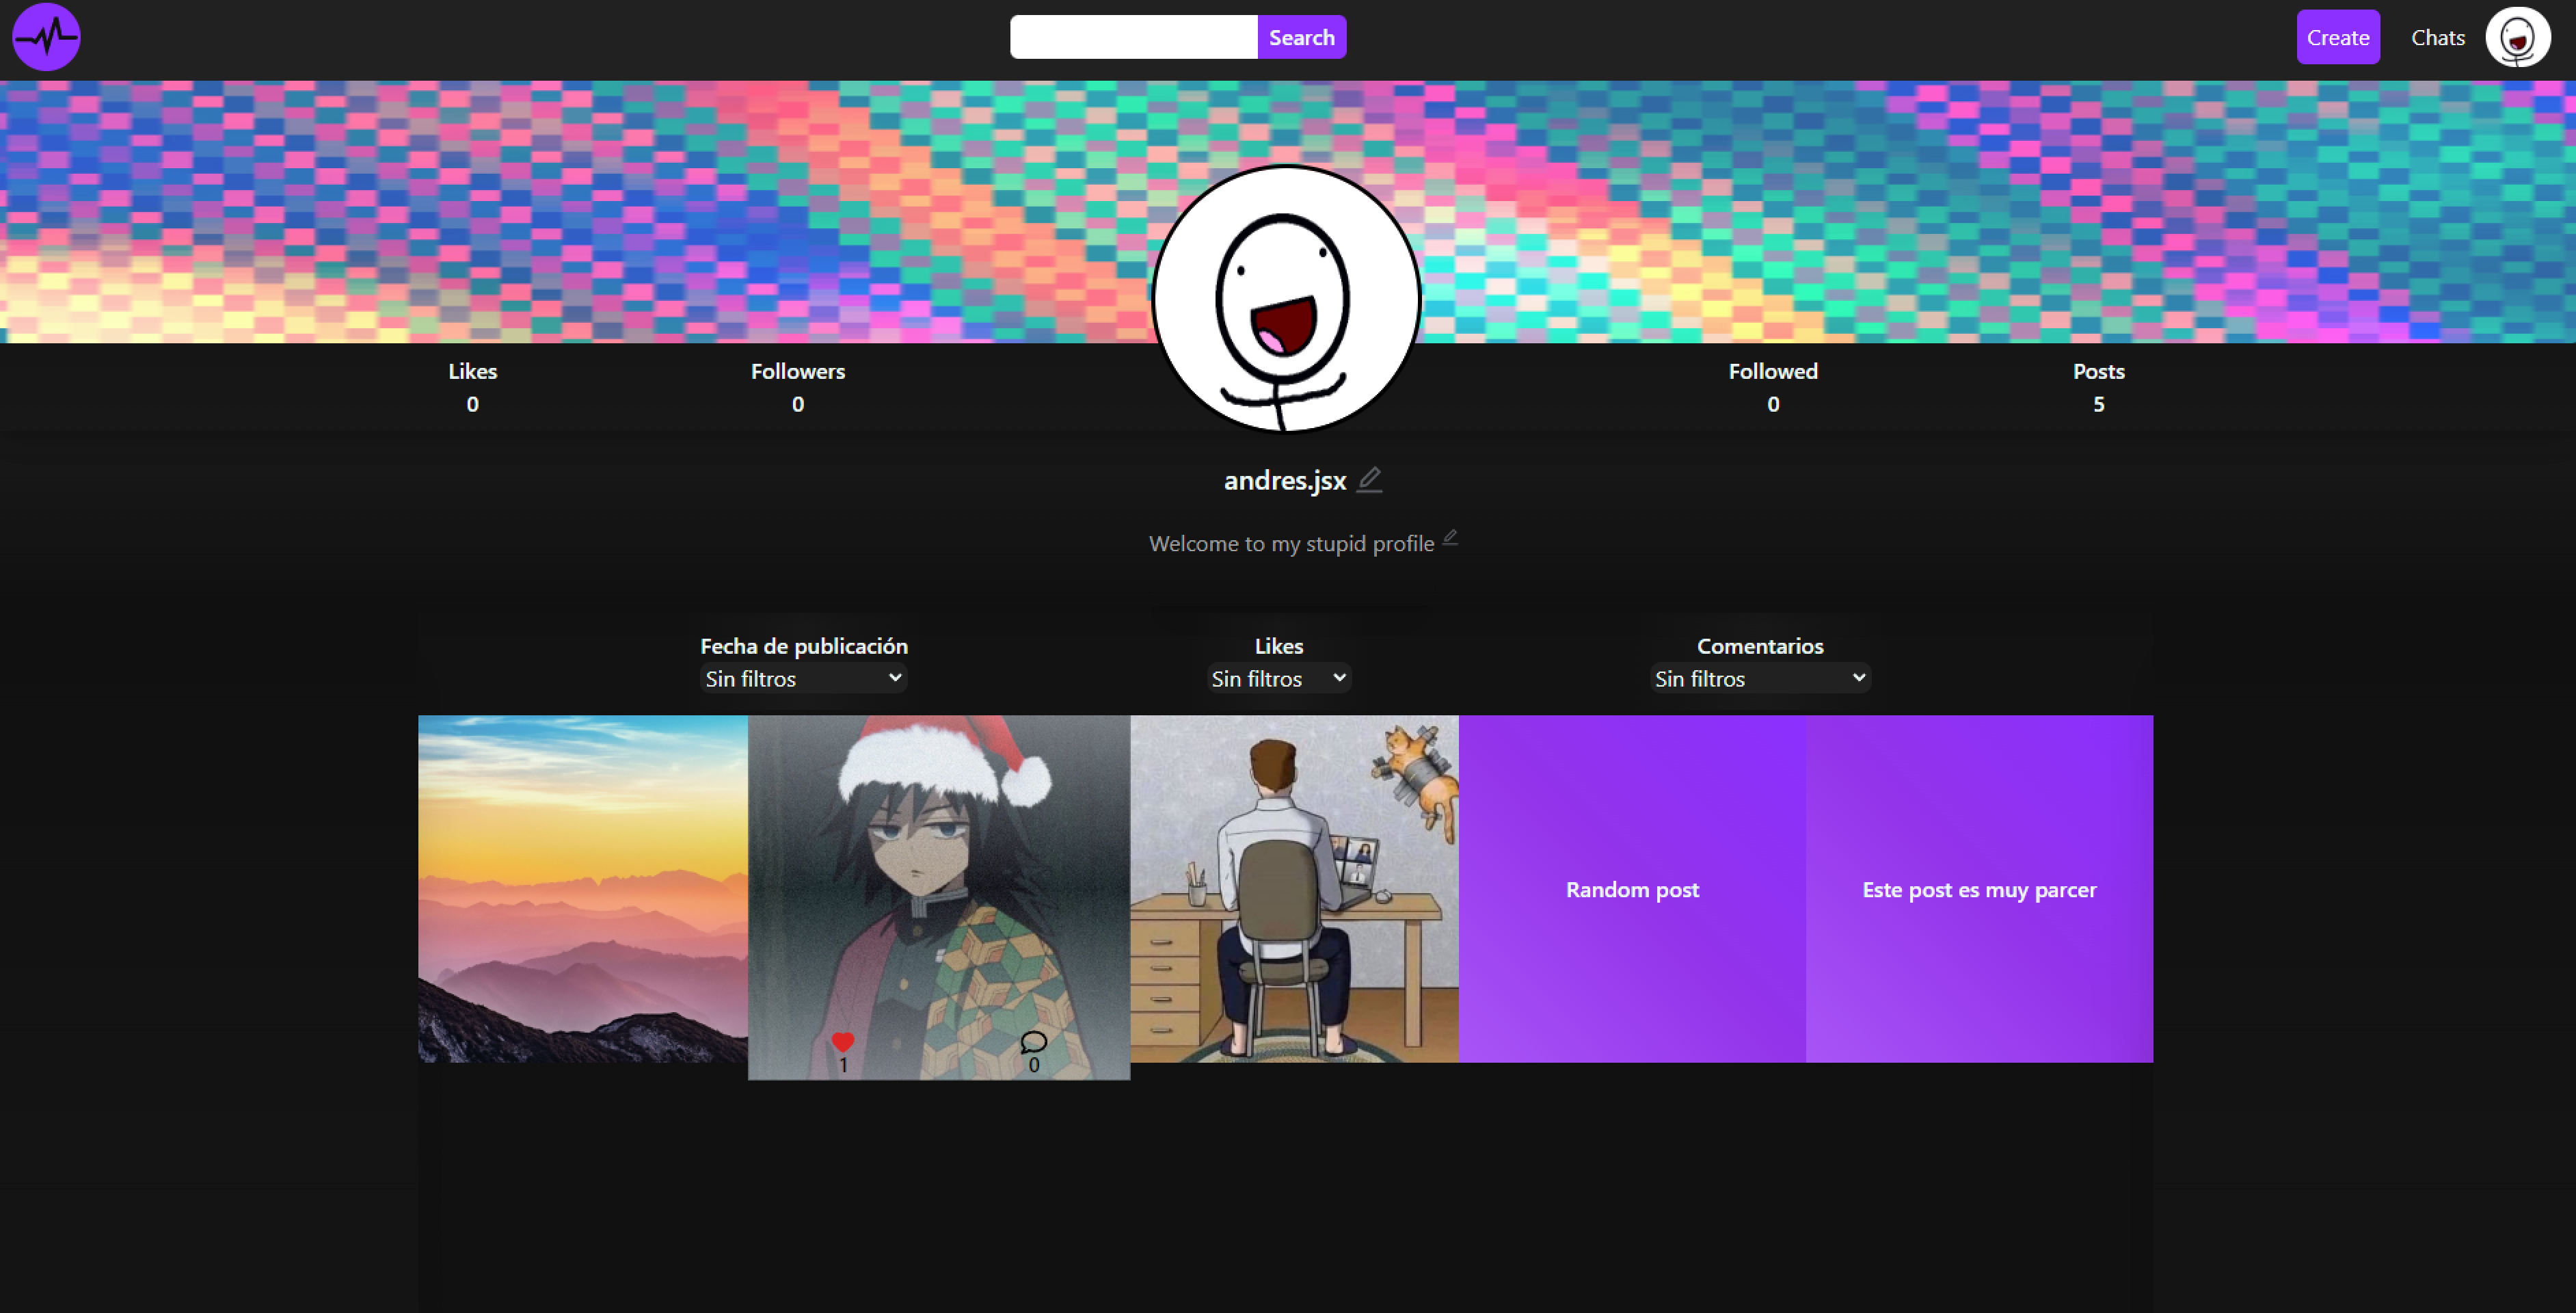 Search
Create
Chats
Likes
0
Followers
0
Followed
0
Posts
5
andres.jsx
Welcome to my stupid profile
Fecha de publicación
Sin filtros
Likes
Sin filtros
Comentarios
Sin filtros
Random post
Este post es muy parcer
1
0